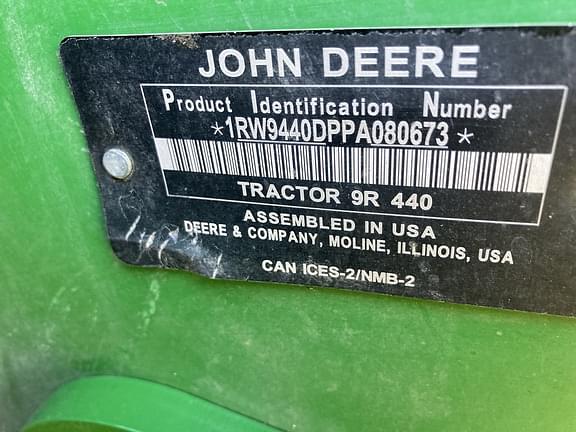 JOHN DEERE
Product Identification Number
*1RW9440DPPA080673*
TRACTOR 9R 440
ASSEMBLED IN USA
DEERE & COMPANY, MOLINE, ILLINOIS, USA
CAN ICES-2/NMB-2